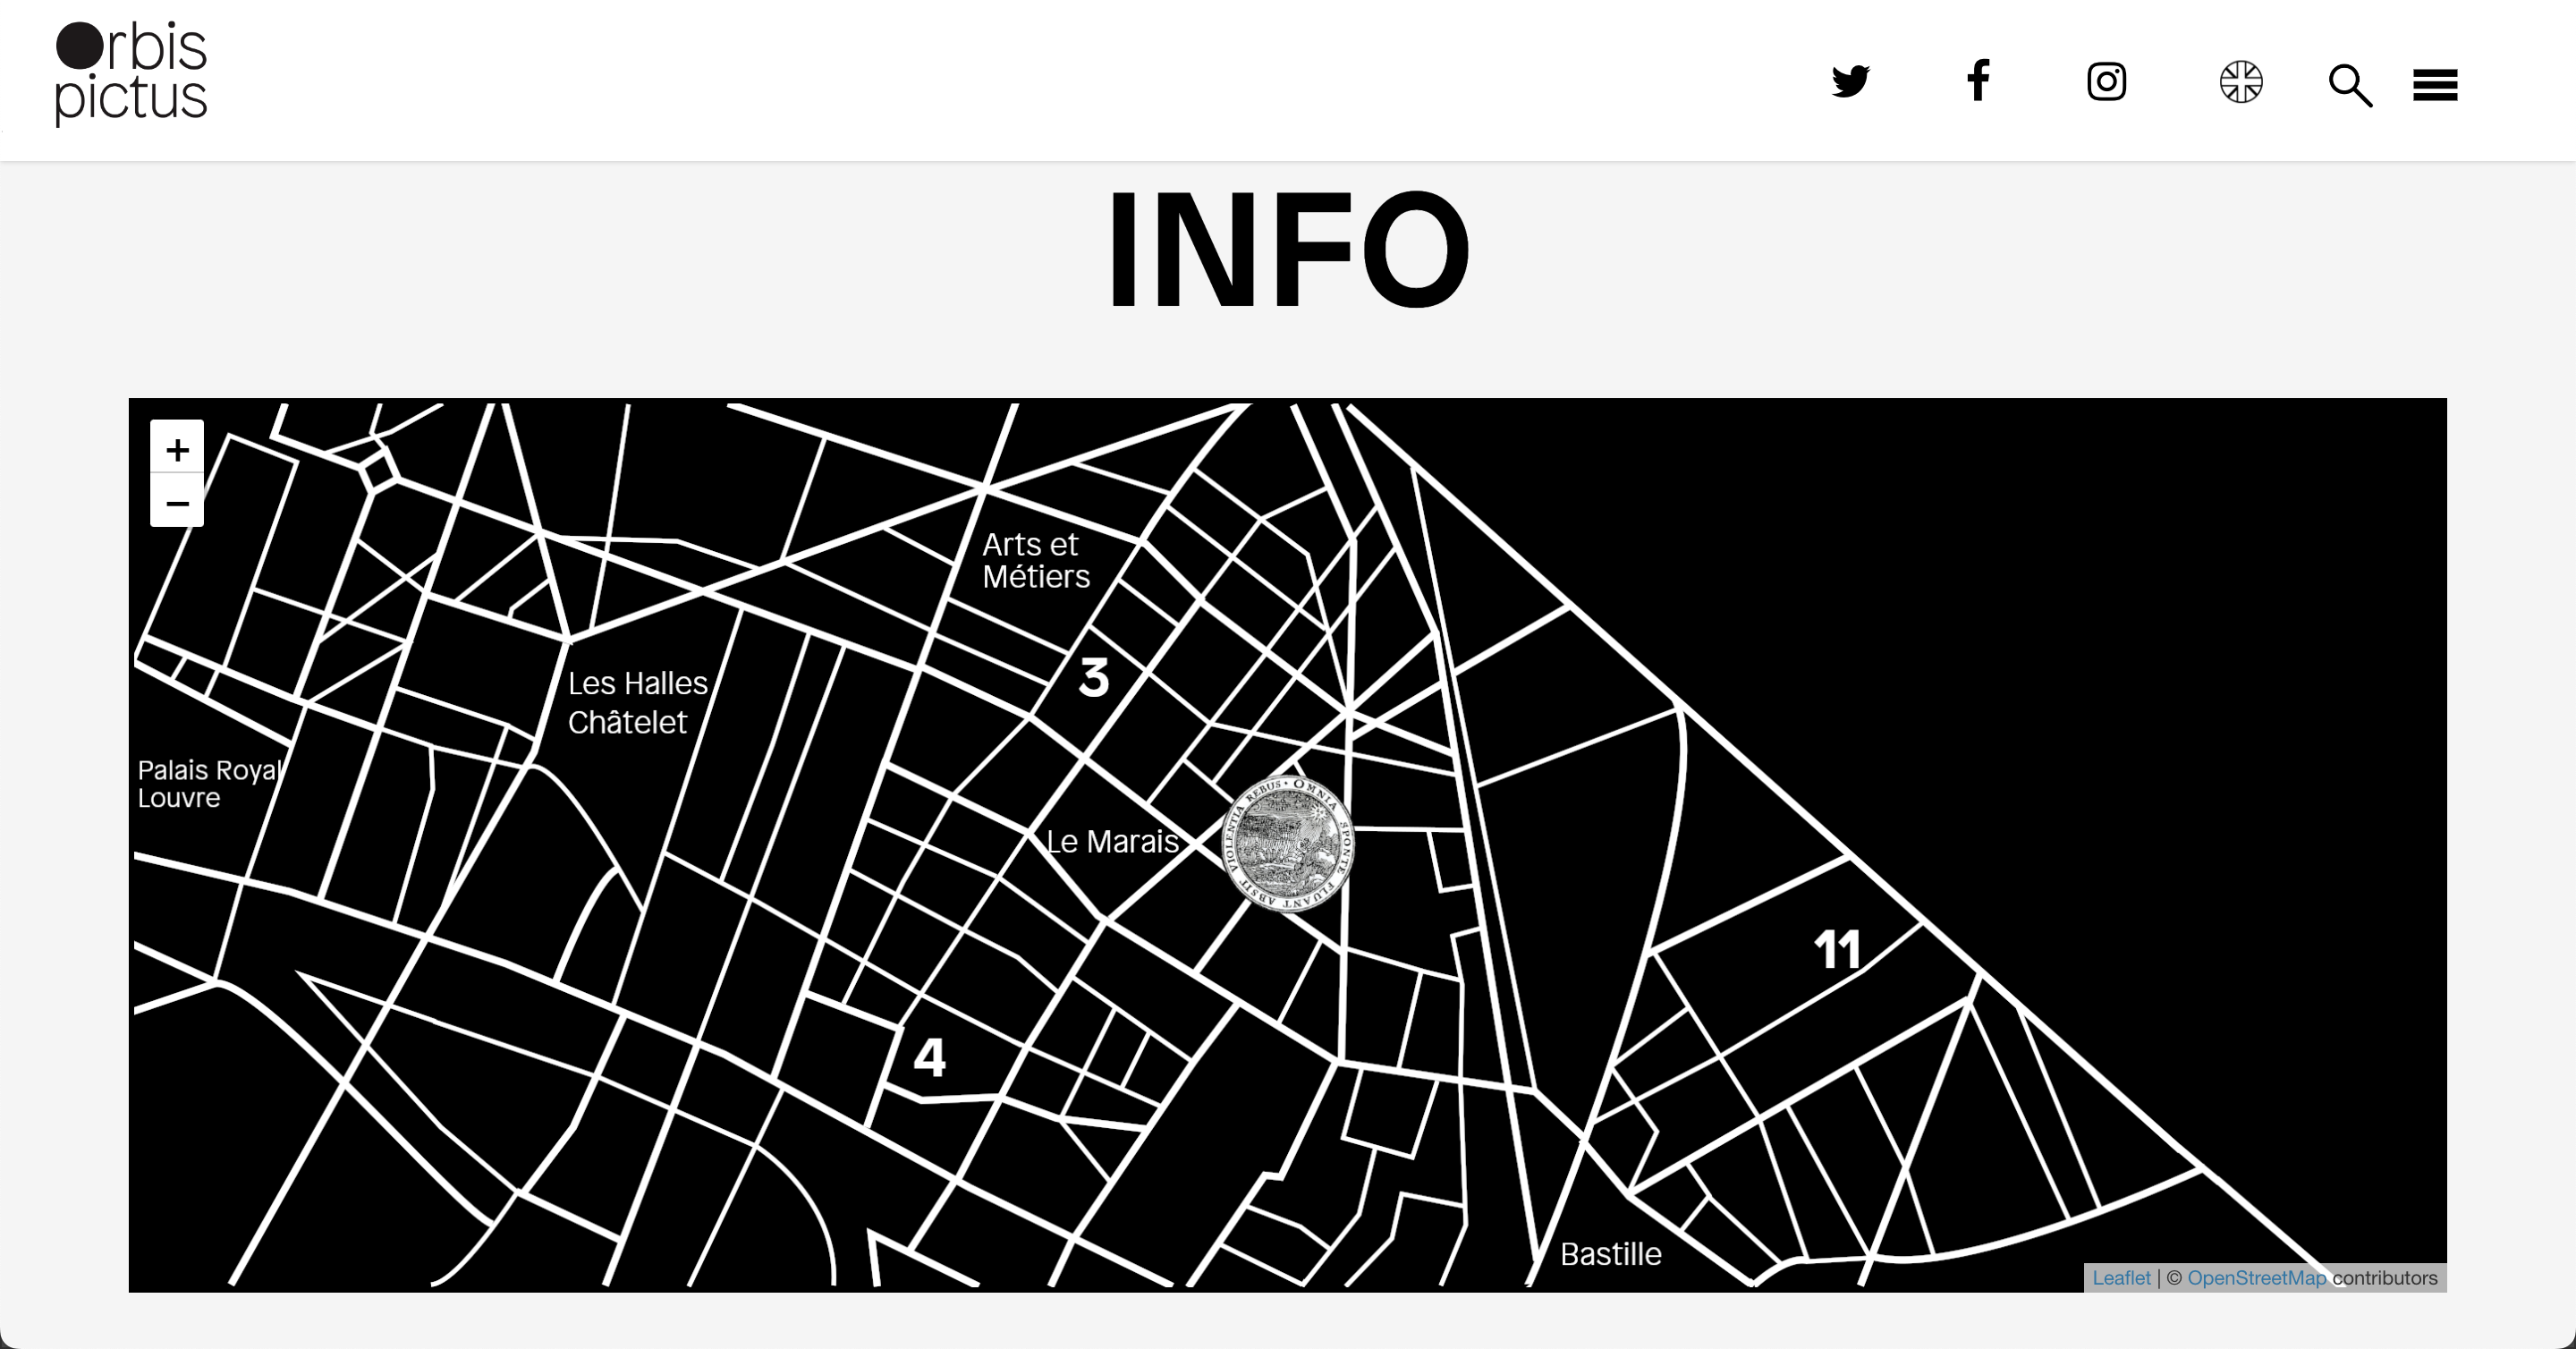 Orbis
pictus
INFO
+
−
Arts et
Métiers
3
Les Halles
Châtelet
Palais Royal
Louvre
Le Marais
OMNIA SPONTE FLUANT ABSIT VIOLENTIA REBUS
11
4
Bastille
Leaflet | © OpenStreetMap contributors